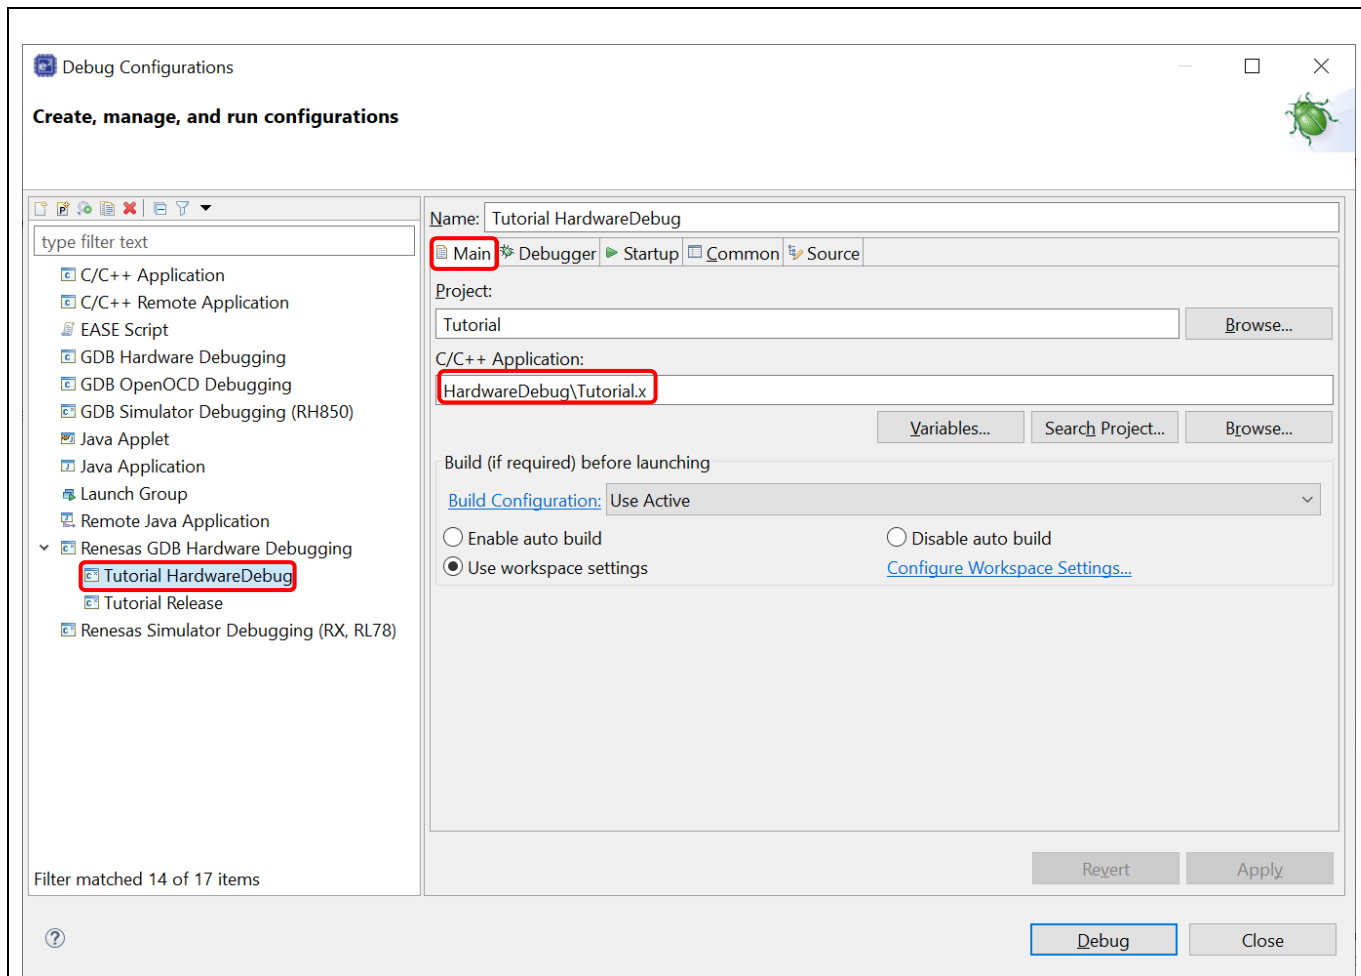 Debug Configurations
Create, manage, and run configurations
type filter text
C/C++ Application
C/C++ Remote Application
EASE Script
GDB Hardware Debugging
GDB OpenOCD Debugging
GDB Simulator Debugging (RH850)
Java Applet
Java Application
Launch Group
Remote Java Application
Renesas GDB Hardware Debugging
Tutorial HardwareDebug
Tutorial Release
Renesas Simulator Debugging (RX, RL78)
Filter matched 14 of 17 items
Name: Tutorial HardwareDebug
Main Debugger Startup Common Source
Project:
Tutorial Browse...
C/C++ Application:
HardwareDebug\Tutorial.x
Variables... Search Project... Browse...
Build (if required) before launching
Build Configuration: Use Active
Enable auto build Disable auto build
Use workspace settings Configure Workspace Settings...
Revert Apply
Debug Close